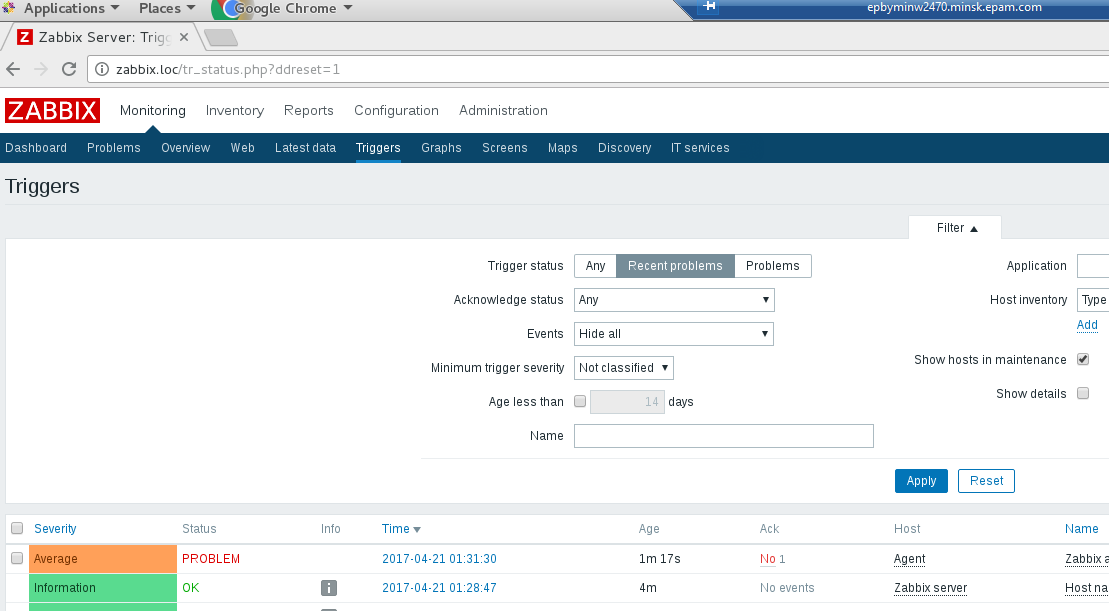 Applications Places Google Chrome epbyminw2470.minsk.epam.com
Z Zabbix Server: Trigg
zabbix.loc/tr_status.php?ddreset=1
ZABBIX Monitoring Inventory Reports Configuration Administration
Dashboard Problems Overview Web Latest data Triggers Graphs Screens Maps Discovery IT services
Triggers
Filter
Trigger status Any Recent problems Problems Application
Acknowledge status Any Host inventory Type
Add
Events Hide all
Show hosts in maintenance
Minimum trigger severity Not classified
Show details
Age less than 14 days
Name
Apply Reset
Severity Status Info Time Age Ack Host Name
Average PROBLEM 2017-04-21 01:31:30 1m 17s No 1 Agent Zabbix a
Information OK i 2017-04-21 01:28:47 4m No events Zabbix server Host na